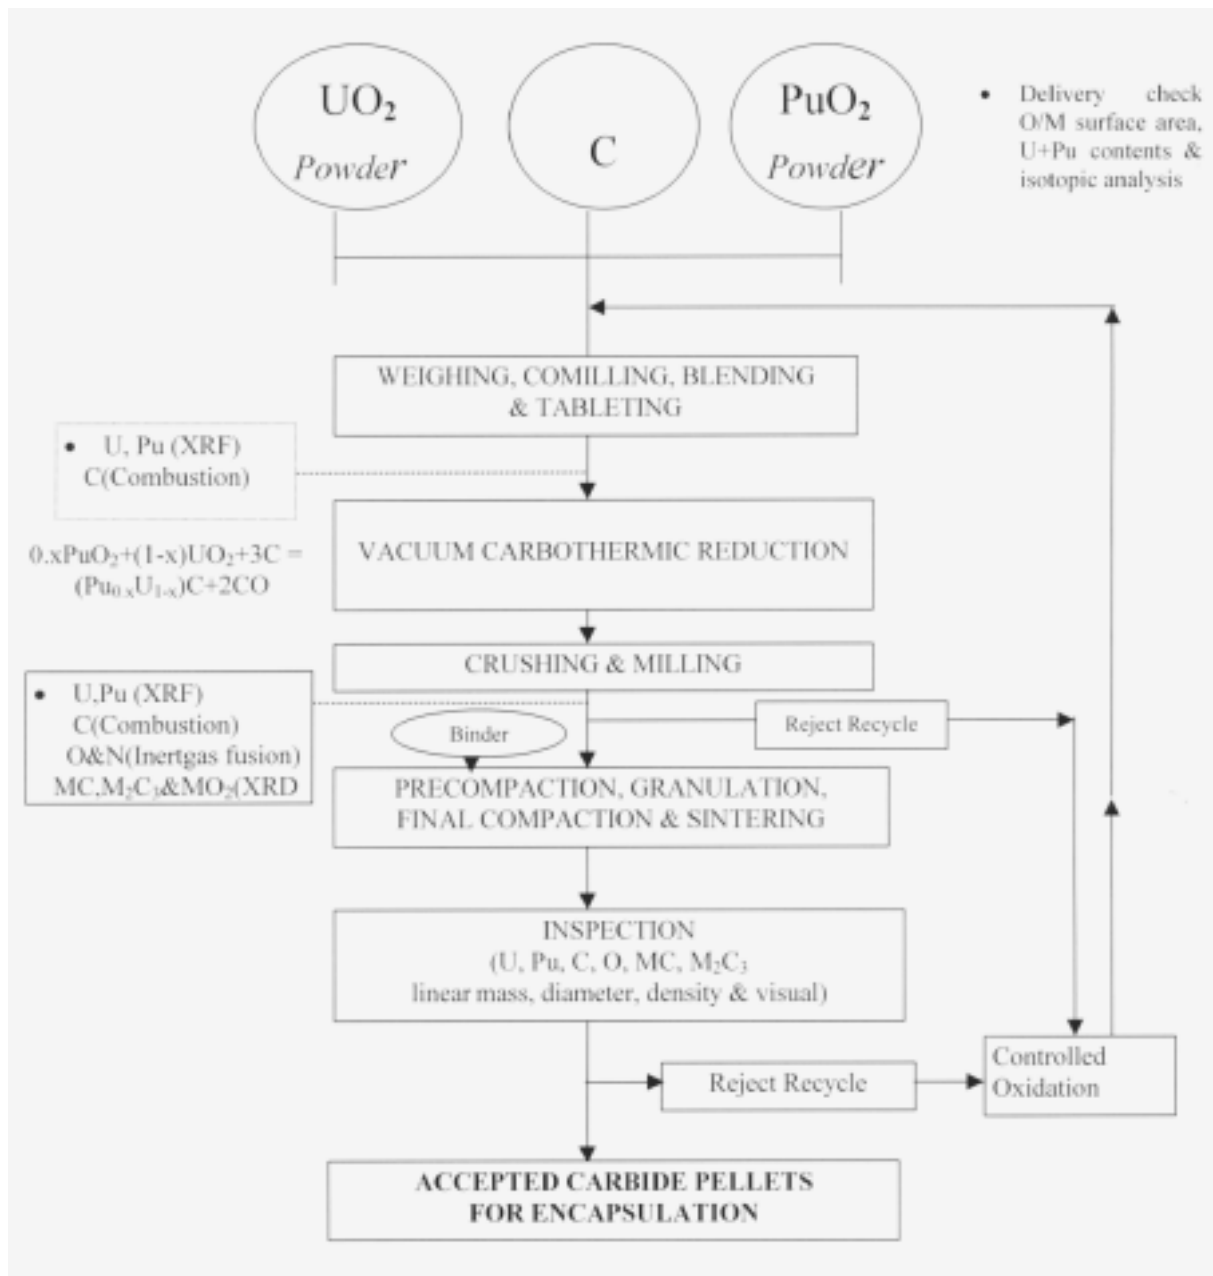 UO₂
Powder
C
PuO₂
Powder
• Delivery check
O/M surface area,
U+Pu contents &
isotopic analysis
WEIGHING, COMILLING, BLENDING
& TABLETING
• U, Pu (XRF)
C(Combustion)
0.xPuO₂+(1-x)UO₂+3C =
(Pu₀.ₓU₁₋ₓ)C+2CO
VACUUM CARBOTHERMIC REDUCTION
CRUSHING & MILLING
• U,Pu (XRF)
C(Combustion)
O&N(Inertgas fusion)
MC,M₂C₃&MO₂(XRD
Binder
Reject Recycle
PRECOMPACTION, GRANULATION,
FINAL COMPACTION & SINTERING
INSPECTION
(U, Pu, C, O, MC, M₂C₃
linear mass, diameter, density & visual)
Reject Recycle
Controlled
Oxidation
ACCEPTED CARBIDE PELLETS
FOR ENCAPSULATION